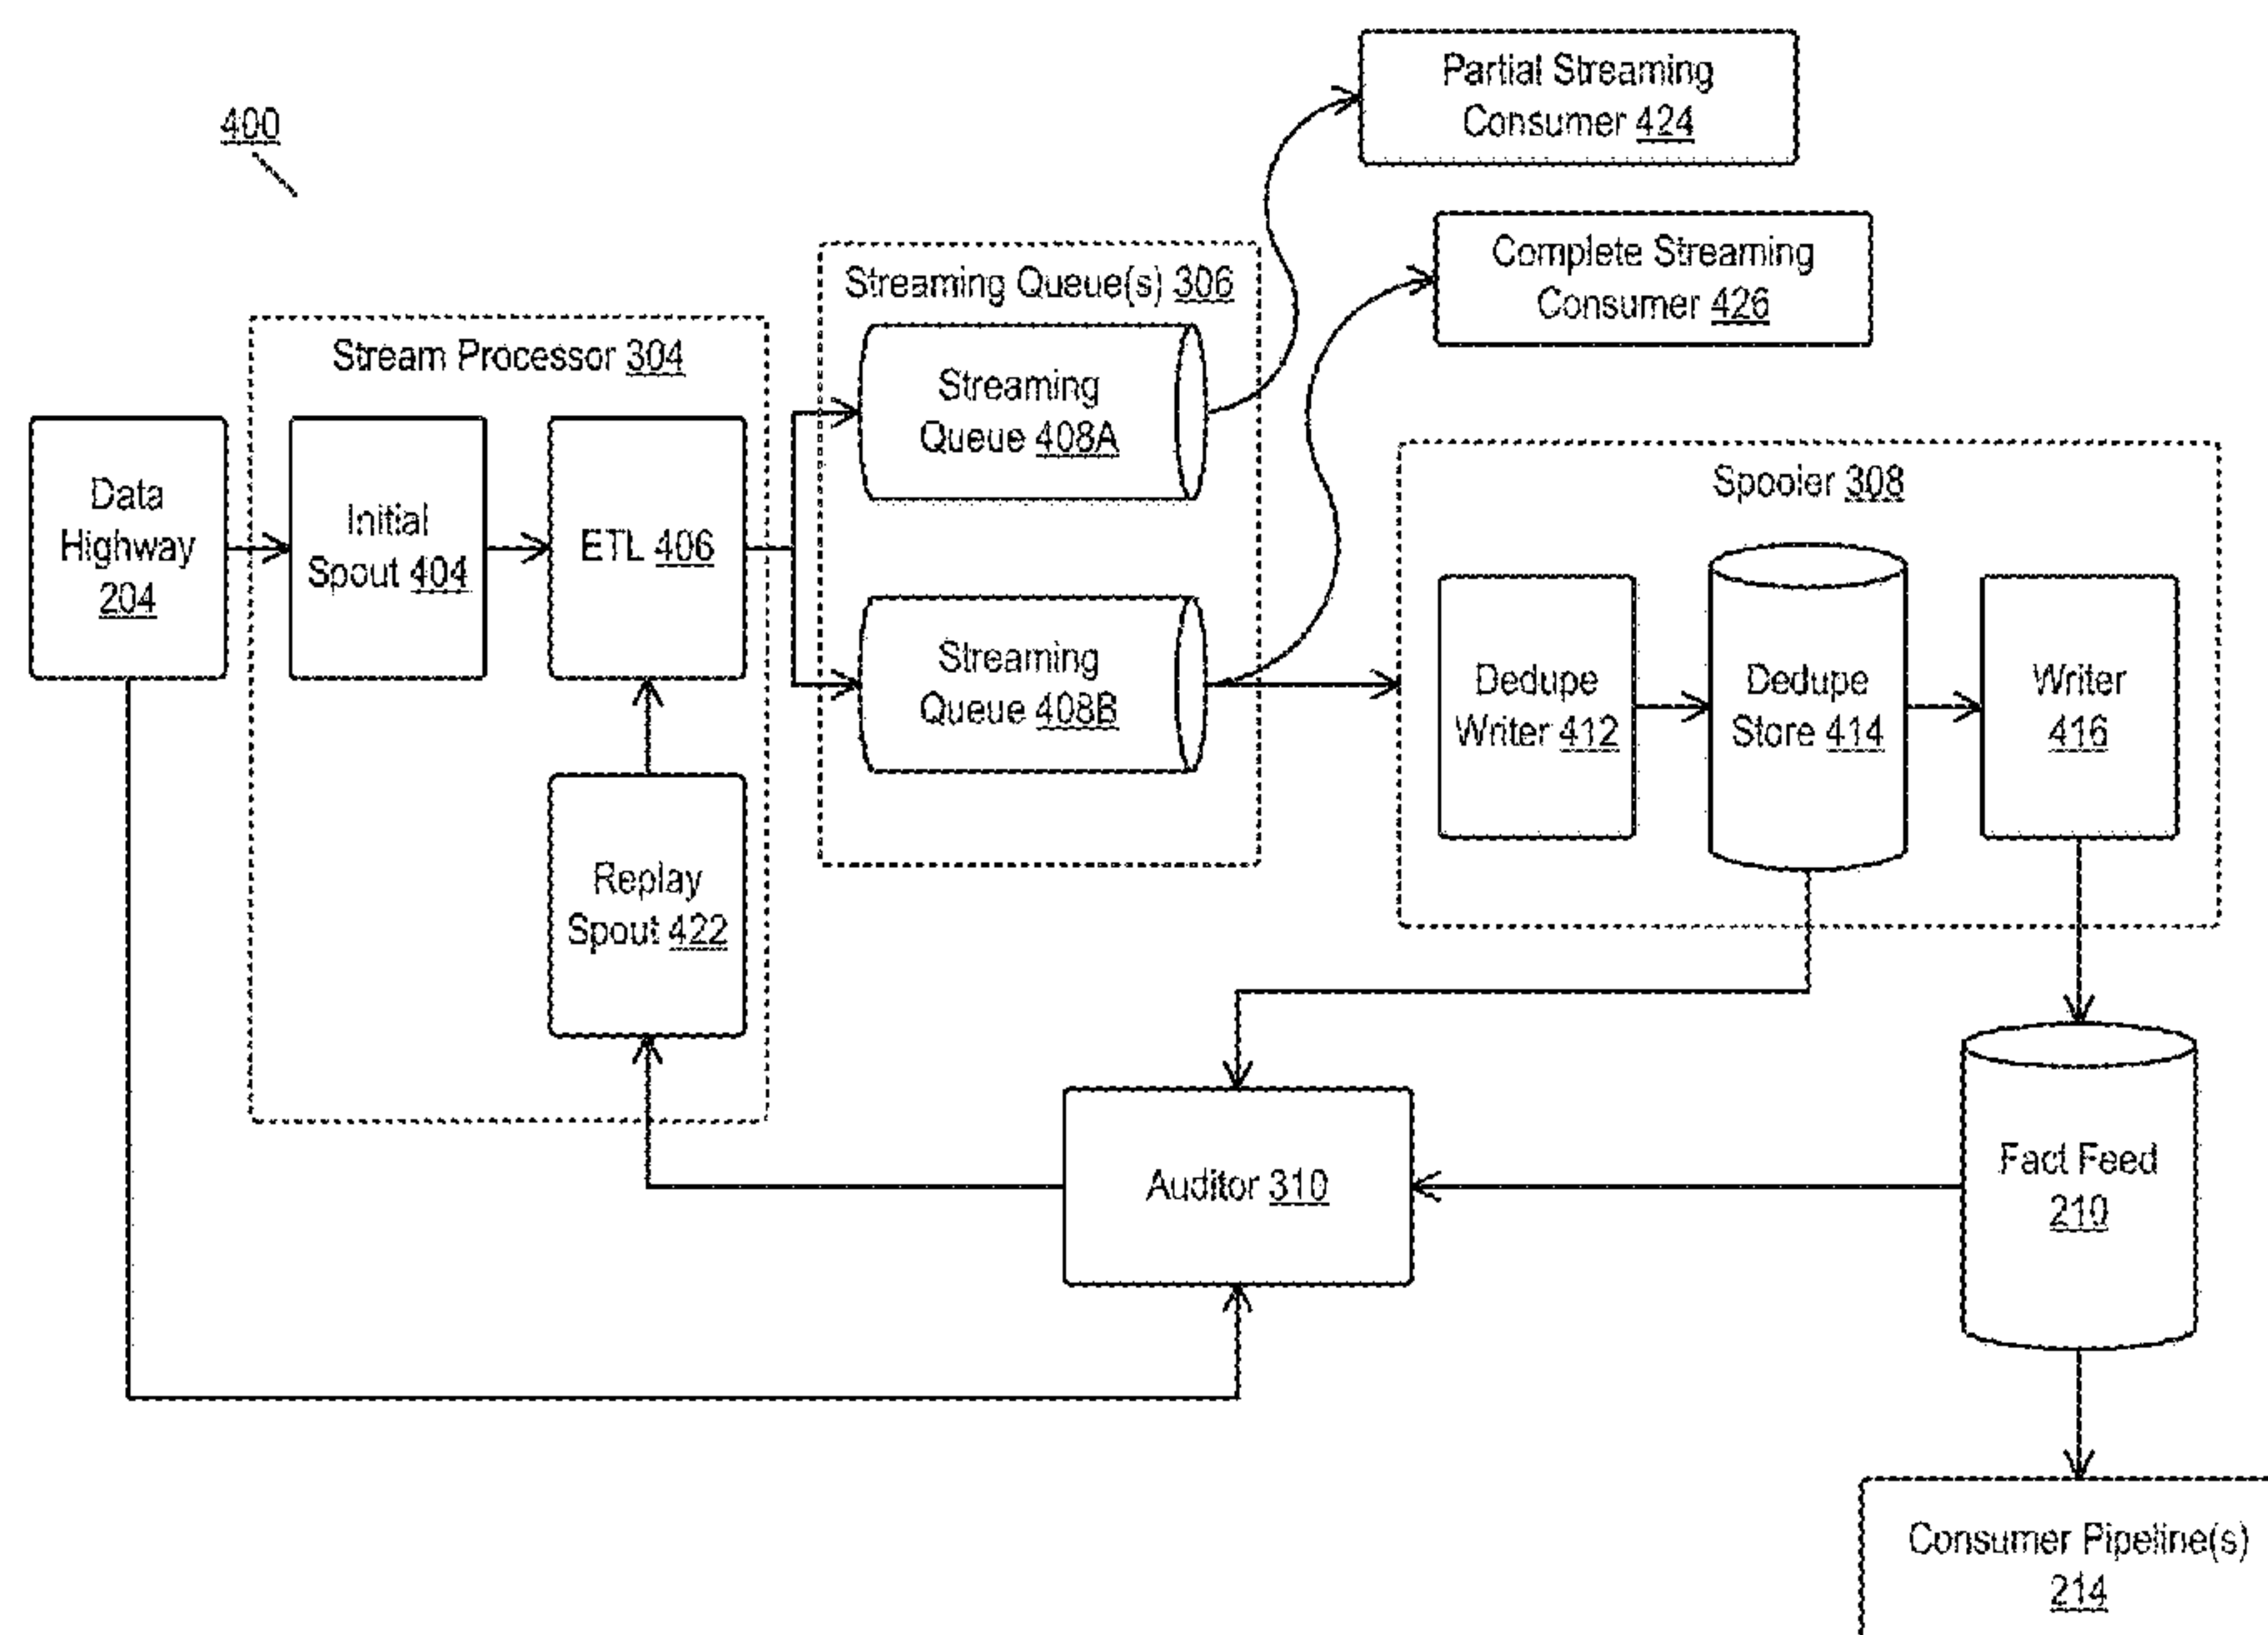 400
Partial Streaming
Consumer 424
Complete Streaming
Consumer 426
Streaming Queue(s) 306
Stream Processor 304
Streaming
Queue 408A
Data
Highway
204
Initial
Spout 404
ETL 406
Streaming
Queue 408B
Spooler 308
Dedupe
Writer 412
Dedupe
Store 414
Writer
416
Replay
Spout 422
Auditor 310
Fact Feed
210
Consumer Pipeline(s)
214